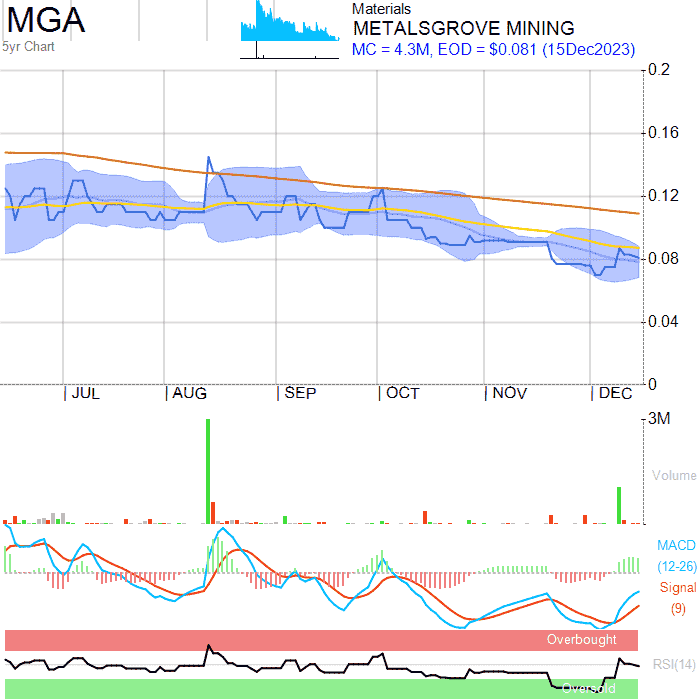 MGA
5yr Chart
Materials
METALSGROVE MINING
MC = 4.3M, EOD = $0.081 (15Dec2023)
0.2
0.16
0.12
0.08
0.04
0
JUL AUG SEP OCT NOV DEC
3M
Volume
MACD
(12-26)
Signal
(9)
Overbought
RSI(14)
Oversold